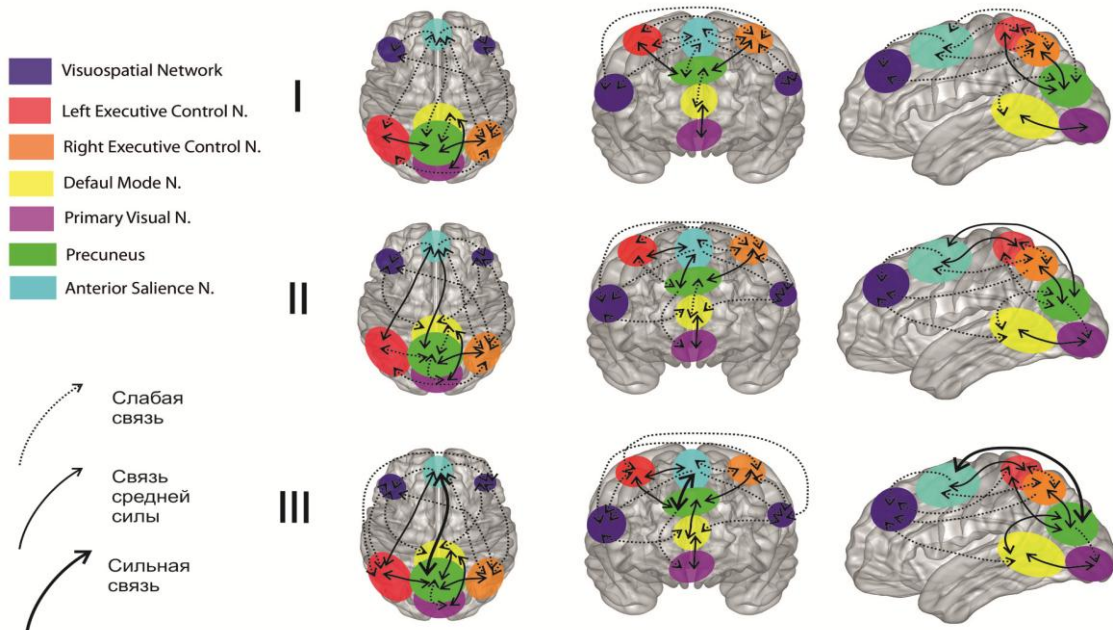 Visuospatial Network
Left Executive Control N.
Right Executive Control N.
Defaul Mode N.
Primary Visual N.
Precuneus
Anterior Salience N.
I
II
III
Слабая
связь
Связь
средней
силы
Сильная
связь